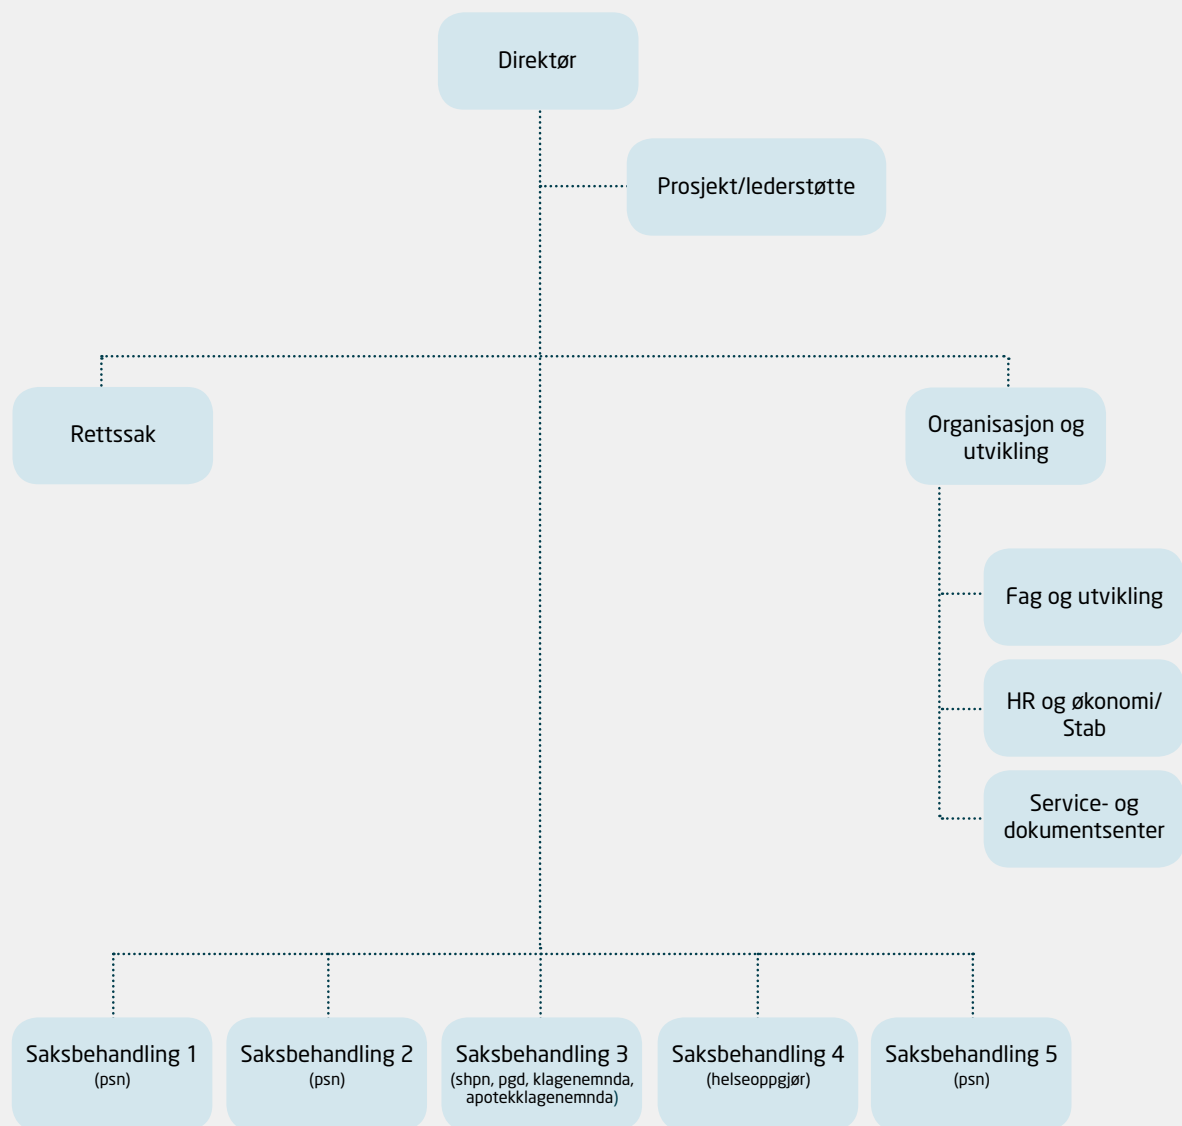 Direktør
Prosjekt/lederstøtte
Rettssak
Organisasjon og
utvikling
Fag og utvikling
HR og økonomi/
Stab
Service- og
dokumentsenter
Saksbehandling 1
(psn)
Saksbehandling 2
(psn)
Saksbehandling 3
(shpn, pgd, klagenemnda,
apotekklagenemnda)
Saksbehandling 4
(helseoppgjør)
Saksbehandling 5
(psn)